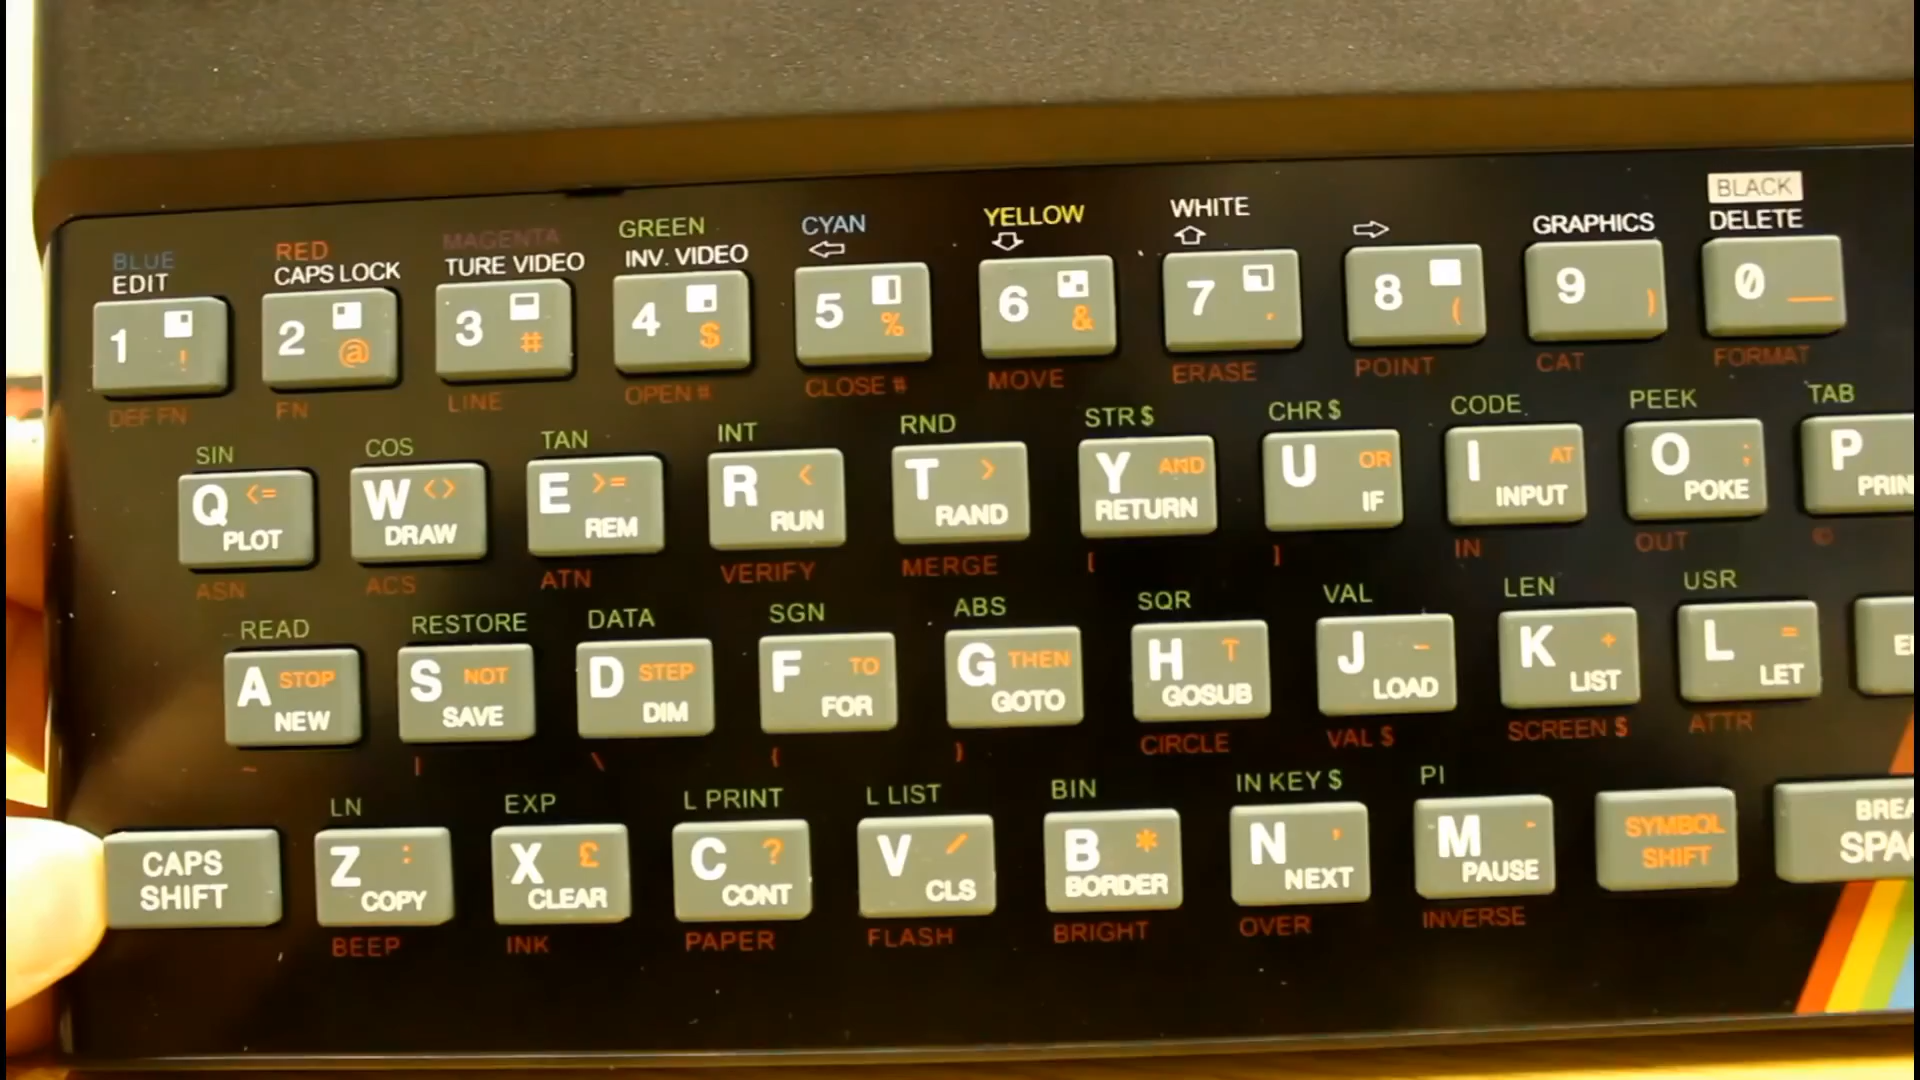 BLUE RED MAGENTA GREEN CYAN YELLOW WHITE BLACK
EDIT CAPS LOCK TURE VIDEO INV. VIDEO ⇦ ⇩ ⇧ ⇨ GRAPHICS DELETE
1 ! 2 @ 3 # 4 $ 5 % 6 & 7 8 ( 9 ) 0 _
DEF FN FN LINE OPEN # CLOSE # MOVE ERASE POINT CAT FORMAT
SIN COS TAN INT RND STR $ CHR $ CODE PEEK TAB
Q <= W <> E >= R < T > Y AND U OR I AT O ; P
PLOT DRAW REM RUN RAND RETURN IF INPUT POKE PRIN
ASN ACS ATN VERIFY MERGE [ ] IN OUT ©
READ RESTORE DATA SGN ABS SQR VAL LEN USR
A STOP S NOT D STEP F TO G THEN H T J - K + L =
NEW SAVE DIM FOR GOTO GOSUB LOAD LIST LET
~ | \ { } CIRCLE VAL $ SCREEN $ ATTR
LN EXP L PRINT L LIST BIN IN KEY $ PI
CAPS Z : X £ C ? V / B * N , M SYMBOL BREA
SHIFT COPY CLEAR CONT CLS BORDER NEXT PAUSE SHIFT SPAC
BEEP INK PAPER FLASH BRIGHT OVER INVERSE